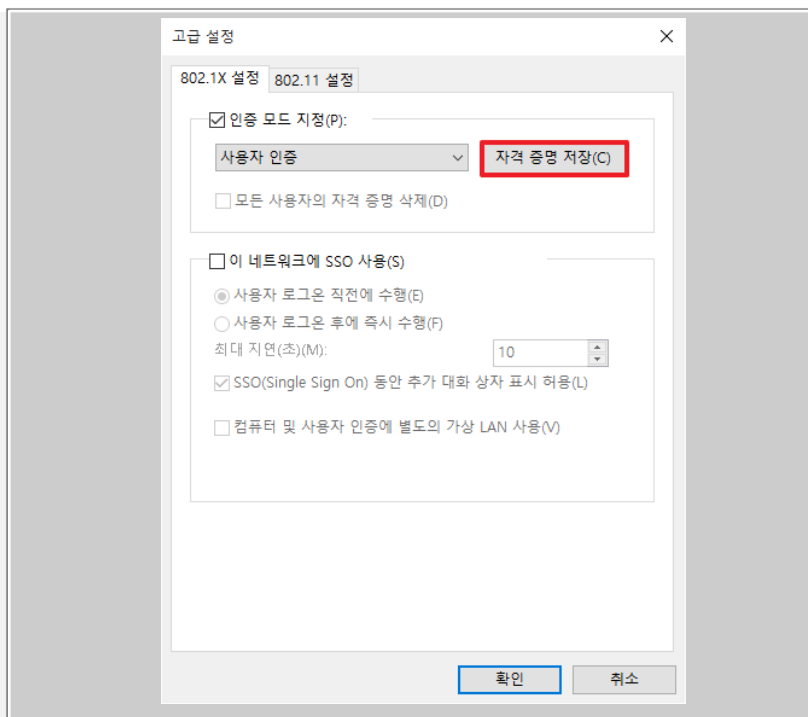 고급 설정
802.1X 설정 802.11 설정
인증 모드 지정(P):
사용자 인증 자격 증명 저장(C)
모든 사용자의 자격 증명 삭제(D)
이 네트워크에 SSO 사용(S)
사용자 로그온 직전에 수행(E)
사용자 로그온 후에 즉시 수행(F)
최대 지연(초)(M): 10
SSO(Single Sign On) 동안 추가 대화 상자 표시 허용(L)
컴퓨터 및 사용자 인증에 별도의 가상 LAN 사용(V)
확인 취소